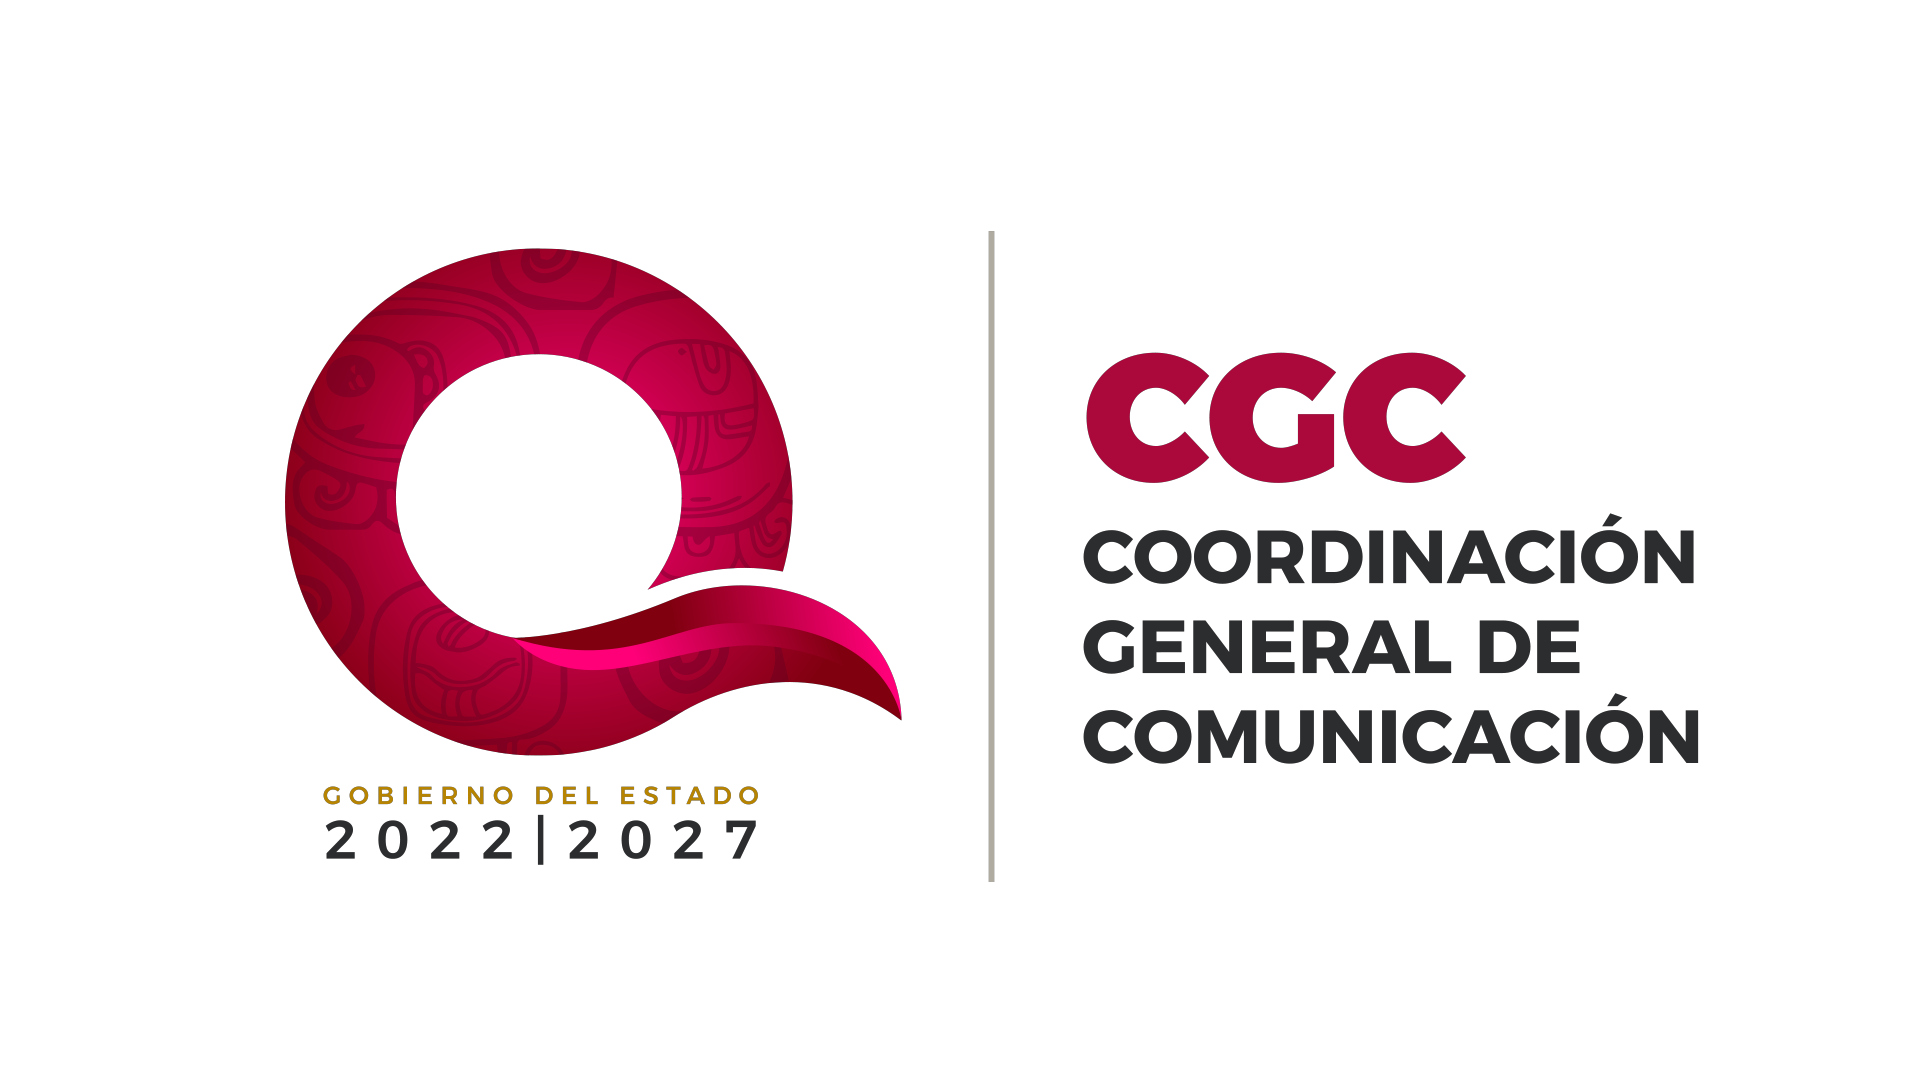 Q
GOBIERNO DEL ESTADO
2022|2027
CGC
COORDINACIÓN
GENERAL DE
COMUNICACIÓN